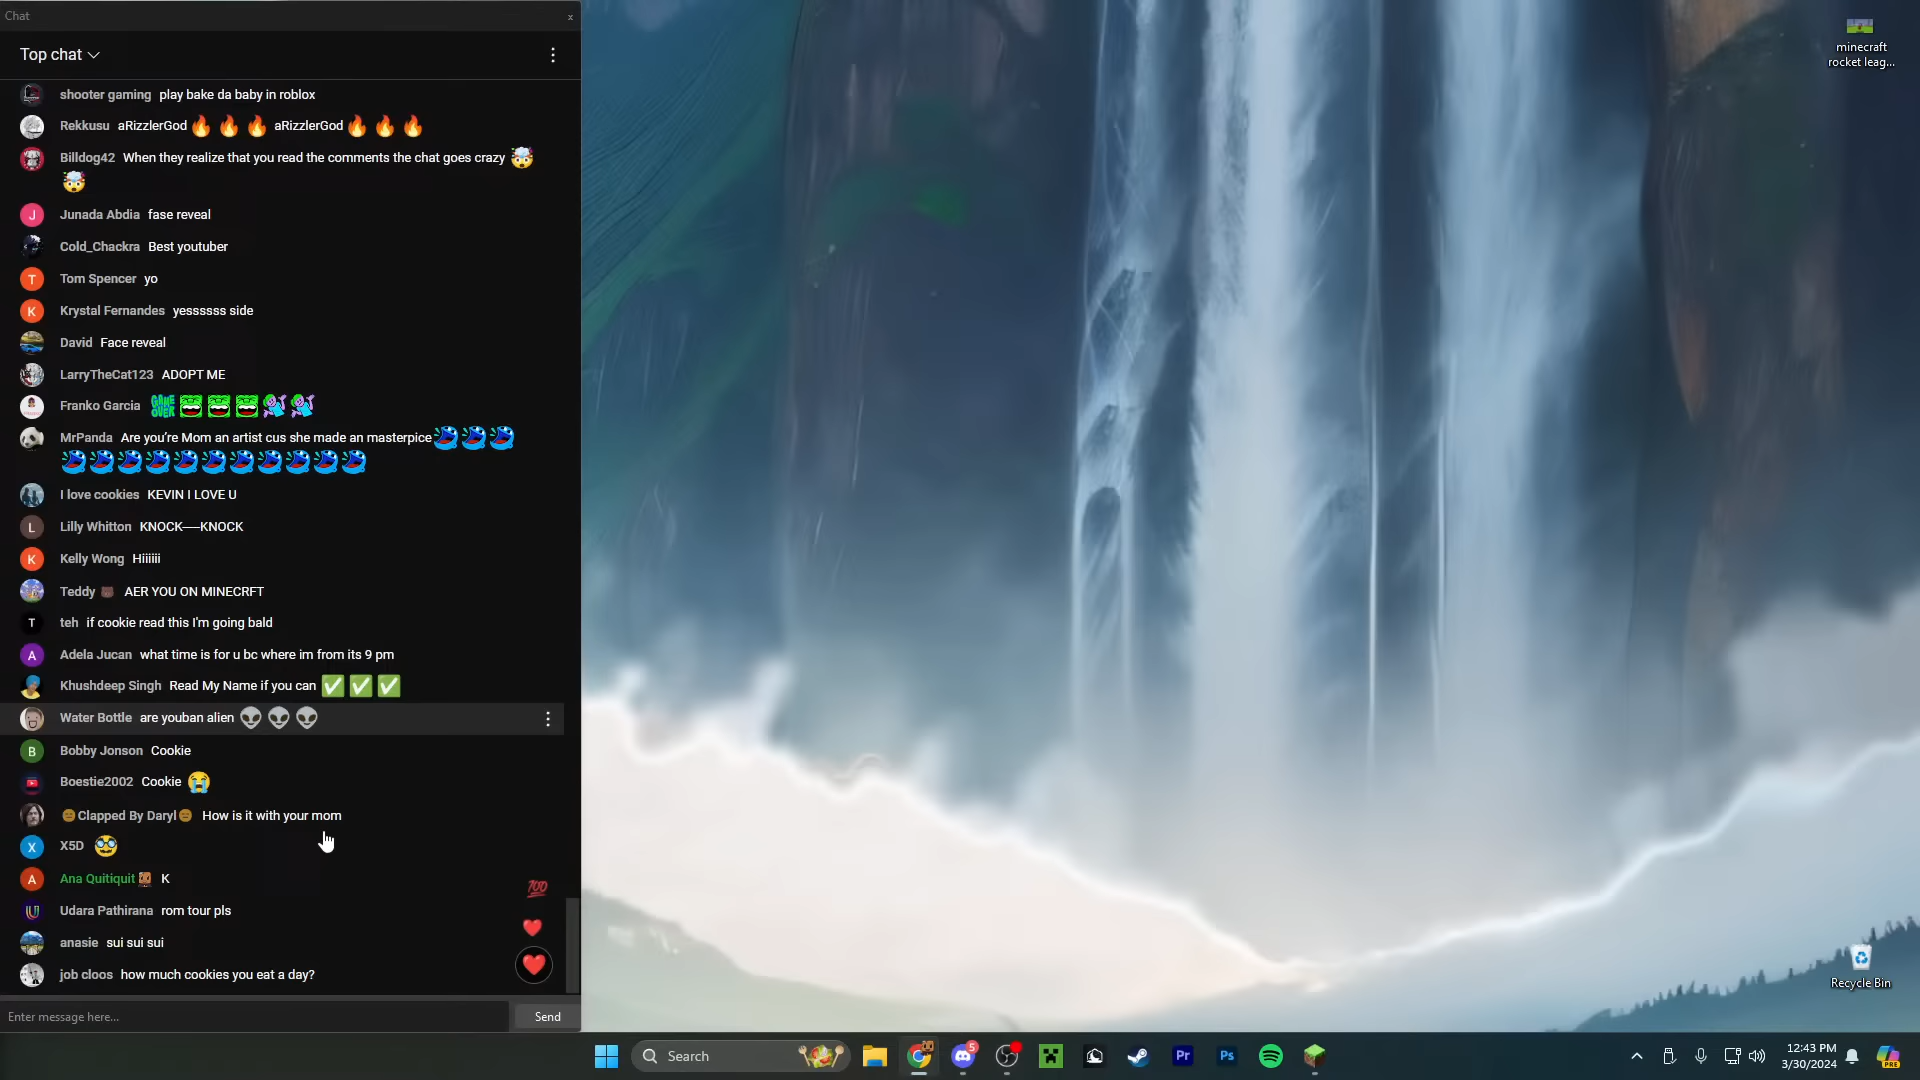 Chat
x
Top chat
shooter gaming play bake da baby in roblox
Rekkusu aRizzlerGod🔥🔥🔥aRizzlerGod🔥🔥🔥
Billdog42 When they realize that you read the comments the chat goes crazy 🤯
🤯
J Junada Abdia fase reveal
Cold_Chackra Best youtuber
T Tom Spencer yo
K Krystal Fernandes yessssss side
David Face reveal
LarryTheCat123 ADOPT ME
Franko Garcia GAME OVER
MrPanda Are you're Mom an artist cus she made an masterpice
I love cookies KEVIN I LOVE U
L Lilly Whitton KNOCK-—KNOCK
K Kelly Wong Hiiiiii
Teddy🐻 AER YOU ON MINECRFT
T teh if cookie read this I'm going bald
A Adela Jucan what time is for u bc where im from its 9 pm
Khushdeep Singh Read My Name if you can ✅✅✅
Water Bottle are youban alien 👽👽👽
B Bobby Jonson Cookie
Boestie2002 Cookie 😭
Clapped By Daryl How is it with your mom
X X5D 🥸
A Ana Quitiquit K
Udara Pathirana rom tour pls
anasie sui sui sui
job cloos how much cookies you eat a day?
💯
Enter message here...
Send
minecraft
rocket leag...
Recycle Bin
Search
5
Pr
Ps
12:43 PM
3/30/2024
PRE